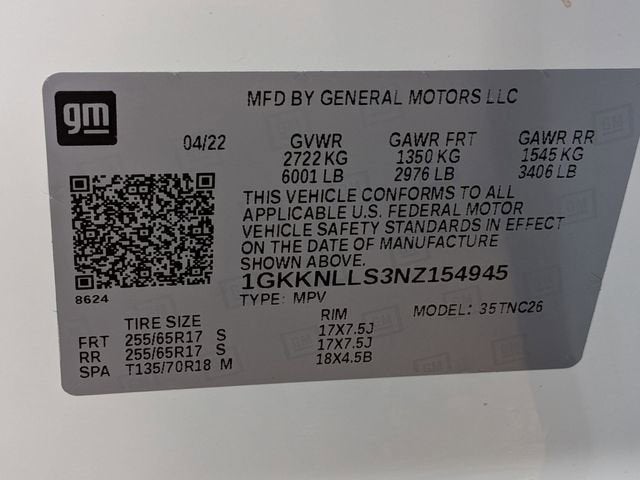 gm
MFD BY GENERAL MOTORS LLC
04/22 GVWR GAWR FRT GAWR RR
2722 KG 1350 KG 1545 KG
6001 LB 2976 LB 3406 LB
THIS VEHICLE CONFORMS TO ALL
APPLICABLE U.S. FEDERAL MOTOR
VEHICLE SAFETY STANDARDS IN EFFECT
ON THE DATE OF MANUFACTURE
SHOWN ABOVE.
1GKKNLLS3NZ154945
8624
TYPE: MPV MODEL: 35TNC26
TIRE SIZE RIM
FRT 255/65R17 S 17X7.5J
RR 255/65R17 S 17X7.5J
SPA T135/70R18 M 18X4.5B